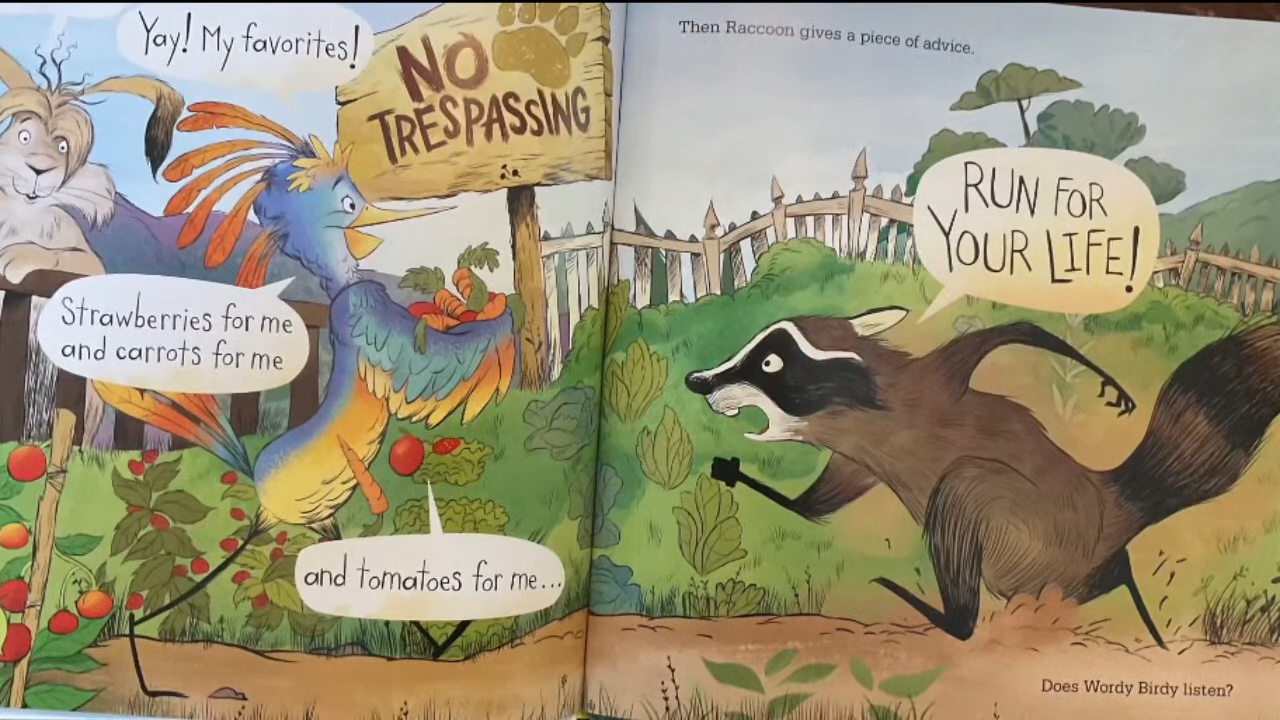 Yay! My favorites!
NO
TRESPASSING
Strawberries for me
and carrots for me
and tomatoes for me...
Then Raccoon gives a piece of advice.
RUN FOR
YOUR LIFE!
Does Wordy Birdy listen?